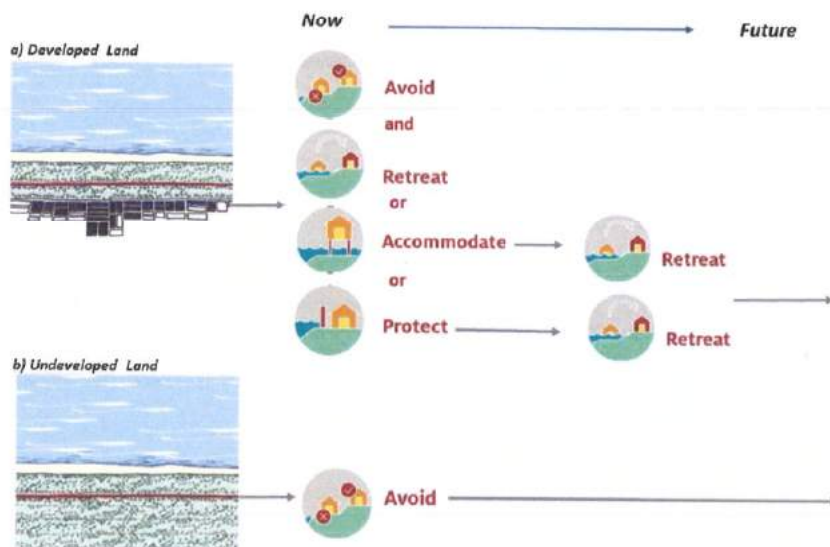 Now
Future
a) Developed Land
Avoid
and
Retreat
or
Accommodate
Retreat
or
Protect
Retreat
b) Undeveloped Land
Avoid